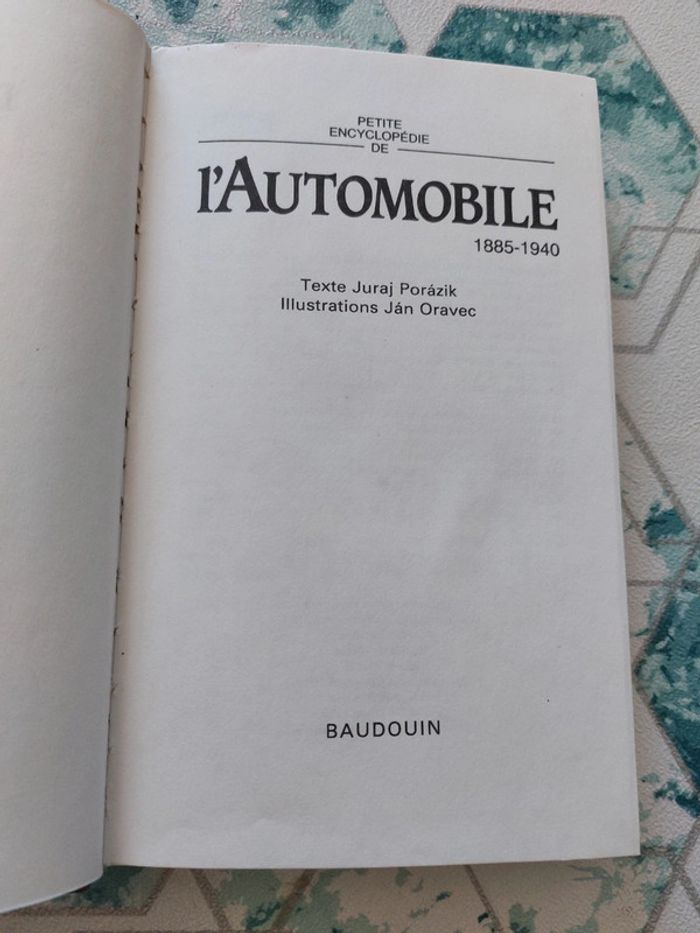 PETITE
ENCYCLOPÉDIE
DE
l'AUTOMOBILE
1885-1940
Texte Juraj Porázik
Illustrations Ján Oravec
BAUDOUIN